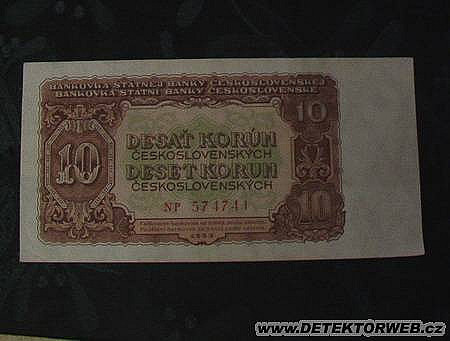 BANKOVKA ŠTÁTNEJ BANKY ČESKOSLOVENSKEJ
BANKOVKA STÁTNÍ BANKY ČESKOSLOVENSKÉ
10
10
DESAŤ KORÚN
ČESKOSLOVENSKÝCH
DESET KORUN
ČESKOSLOVENSKÝCH
NP 574741
10
1953
WWW.DETEKTORWEB.CZ